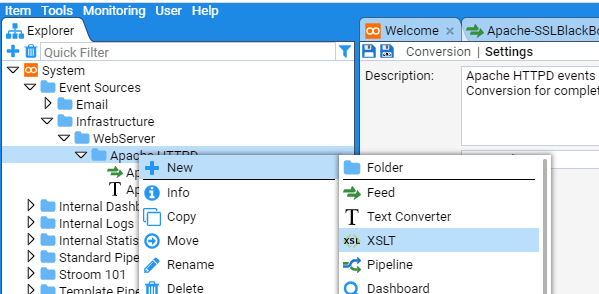 Item Tools Monitoring User Help
Explorer
Welcome
Apache-SSLBlackBo
Quick Filter
Conversion | Settings
System
Description:
Apache HTTPD events
Conversion for complet
Event Sources
Email
Infrastructure
WebServer
Apache HTTPD
New
Folder
Ap
Info
Feed
T Ap
Copy
T Text Converter
Internal Dashb
Move
XSL XSLT
Internal Logs
Rename
Pipeline
Internal Statis
Delete
Dashboard
Standard Pipe
Stroom 101
Template Pipe